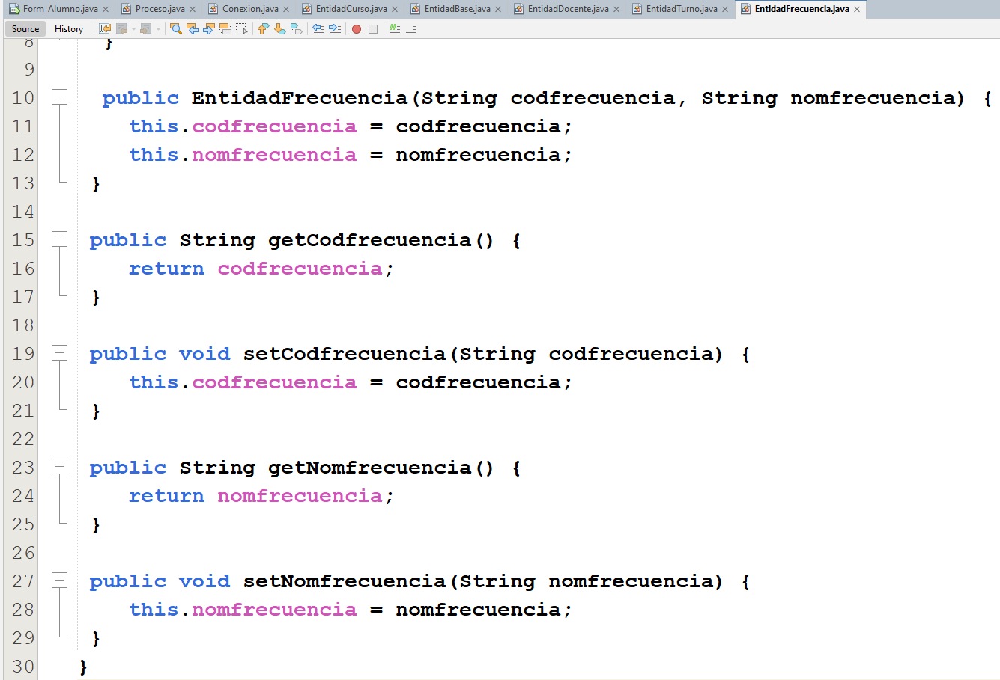 Form_Alumno.java Proceso.java Conexion.java EntidadCurso.java EntidadBase.java EntidadDocente.java EntidadTurno.java EntidadFrecuencia.java
Source History
8 }
9
10 public EntidadFrecuencia(String codfrecuencia, String nomfrecuencia) {
11 this.codfrecuencia = codfrecuencia;
12 this.nomfrecuencia = nomfrecuencia;
13 }
14
15 public String getCodfrecuencia() {
16 return codfrecuencia;
17 }
18
19 public void setCodfrecuencia(String codfrecuencia) {
20 this.codfrecuencia = codfrecuencia;
21 }
22
23 public String getNomfrecuencia() {
24 return nomfrecuencia;
25 }
26
27 public void setNomfrecuencia(String nomfrecuencia) {
28 this.nomfrecuencia = nomfrecuencia;
29 }
30 }